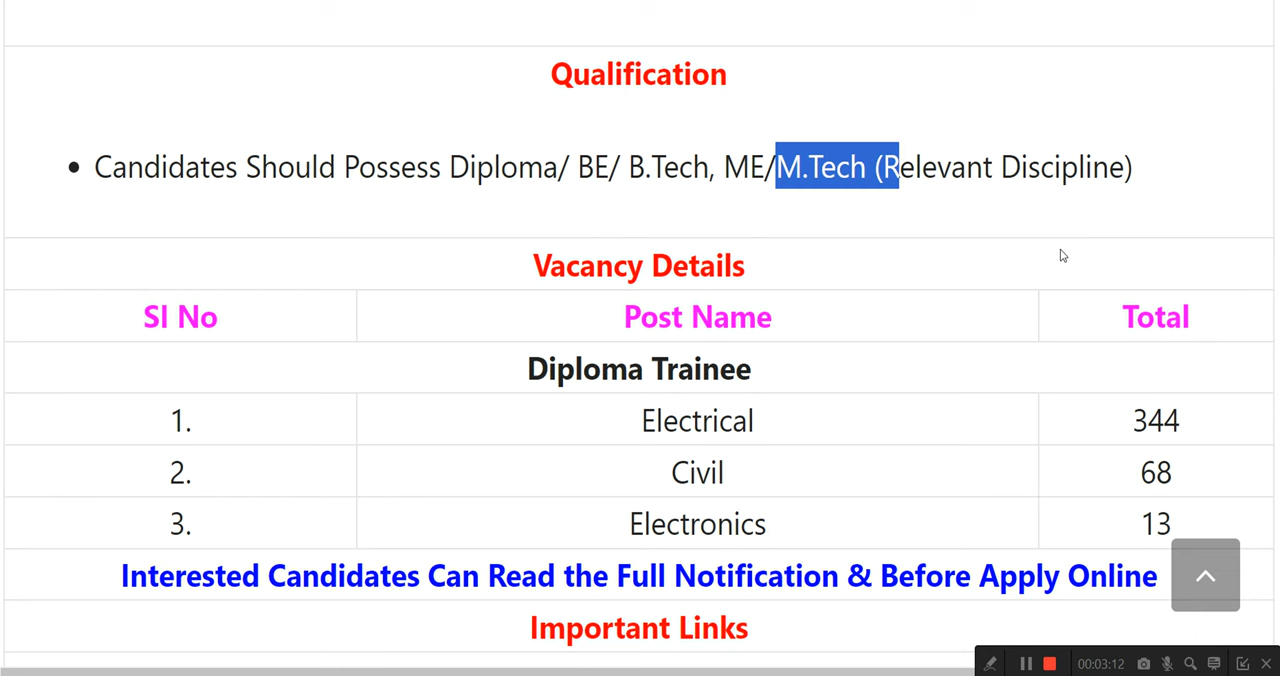 Qualification
• Candidates Should Possess Diploma/ BE/ B.Tech, ME/M.Tech (Relevant Discipline)
Vacancy Details
SI No Post Name Total
Diploma Trainee
1. Electrical 344
2. Civil 68
3. Electronics 13
Interested Candidates Can Read the Full Notification & Before Apply Online
Important Links
00:03:12